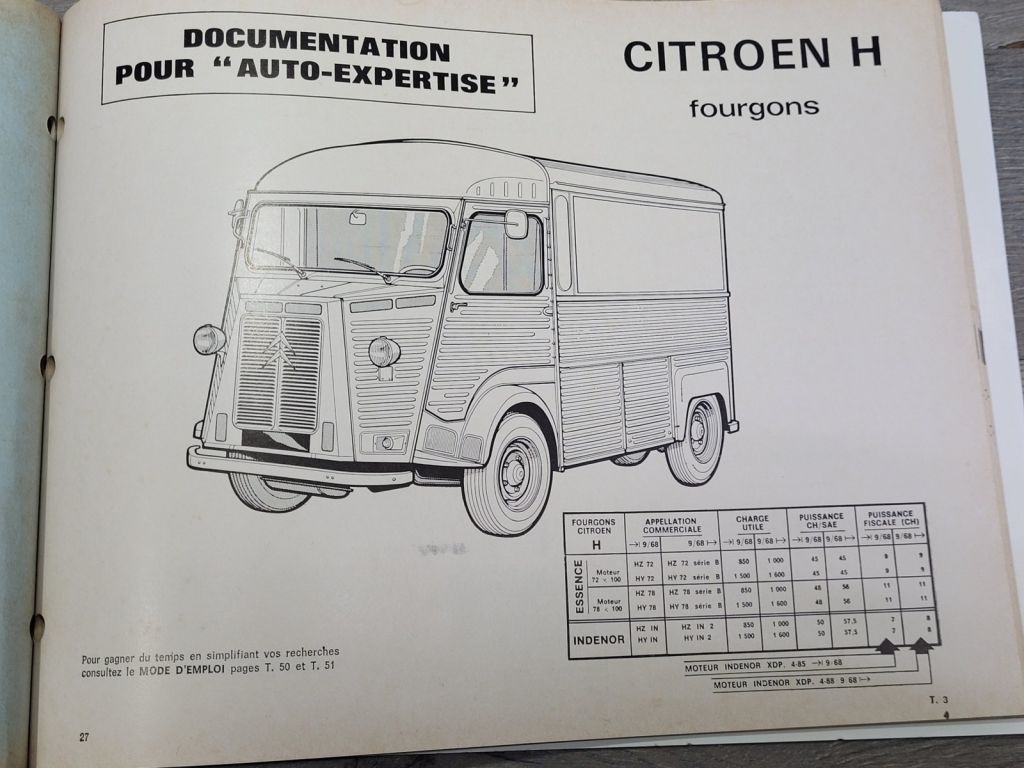 DOCUMENTATION
POUR "AUTO-EXPERTISE"
CITROEN H
fourgons
FOURGONS CITROEN H | APPELLATION COMMERCIALE | CHARGE UTILE | PUISSANCE CH/SAE | PUISSANCE FISCALE (CH)
→| 9/68 | 9/68 |→ | →| 9/68 | 9/68 |→ | →| 9/68 | 9/68 |→ | →| 9/68 | 9/68 |→
ESSENCE
Moteur 72 × 100
HZ 72 | HZ 72 série B | 850 | 1 000 | 45 | 45 | 9 | 9
HY 72 | HY 72 série B | 1 500 | 1 600 | 45 | 45 | 9 | 9
Moteur 78 × 100
HZ 78 | HZ 78 série B | 850 | 1 000 | 48 | 56 | 11 | 11
HY 78 | HY 78 série B | 1 500 | 1 600 | 48 | 56 | 11 | 11
INDENOR
HZ IN | HZ IN 2 | 850 | 1 000 | 50 | 57,5 | 7 | 8
HY IN | HY IN 2 | 1 500 | 1 600 | 50 | 57,5 | 7 | 8
MOTEUR INDENOR XDP. 4-85 →| 9/68
MOTEUR INDENOR XDP. 4-88 9/68 |→
Pour gagner du temps en simplifiant vos recherches
consultez le MODE D'EMPLOI pages T. 50 et T. 51
27
T. 3